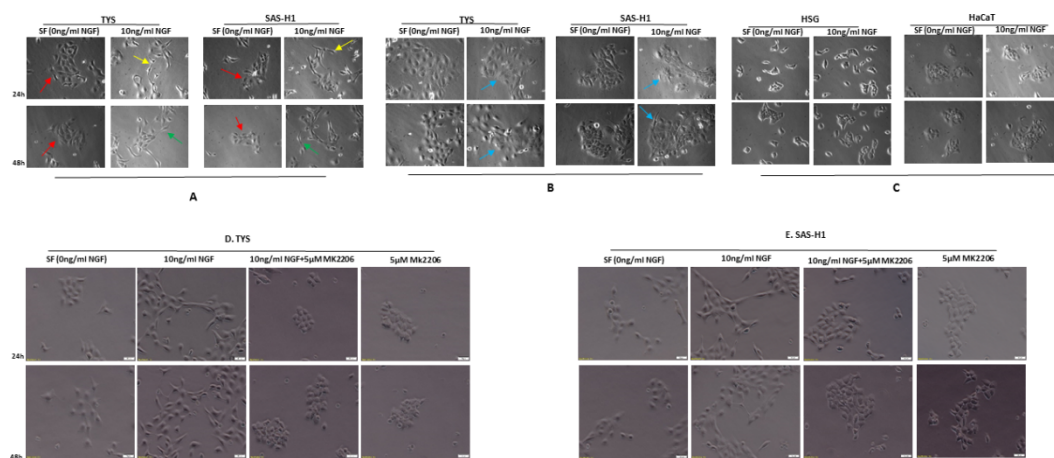 TYS SAS-H1
SF (0ng/ml NGF) 10ng/ml NGF SF (0ng/ml NGF) 10ng/ml NGF
24h
48h
A
TYS SAS-H1
SF (0ng/ml NGF) 10ng/ml NGF SF (0ng/ml NGF) 10ng/ml NGF
B
HSG HaCaT
SF (0ng/ml NGF) 10ng/ml NGF SF (0ng/ml NGF) 10ng/ml NGF
C
D. TYS
SF (0ng/ml NGF) 10ng/ml NGF 10ng/ml NGF+5μM MK2206 5μM Mk2206
24h
48h
E. SAS-H1
SF (0ng/ml NGF) 10ng/ml NGF 10ng/ml NGF+5μM MK2206 5μM MK2206